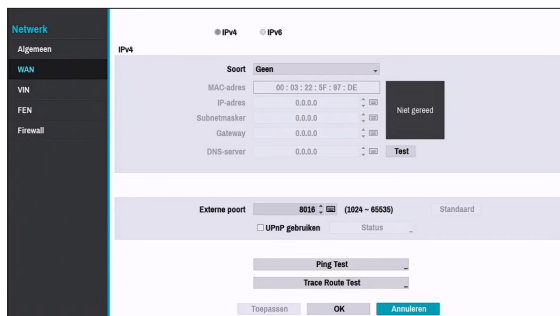 Netwerk
Algemeen
WAN
VIN
FEN
Firewall
IPv4 IPv6
IPv4
Soort Geen
MAC-adres 00 : 03 : 22 : 5F : 97 : DE
IP-adres 0.0.0.0
Subnetmasker 0.0.0.0
Gateway 0.0.0.0
DNS-server 0.0.0.0 Test
Niet gereed
Externe poort 8016 (1024 ~ 65535) Standaard
UPnP gebruiken Status
Ping Test
Trace Route Test
Toepassen OK Annuleren